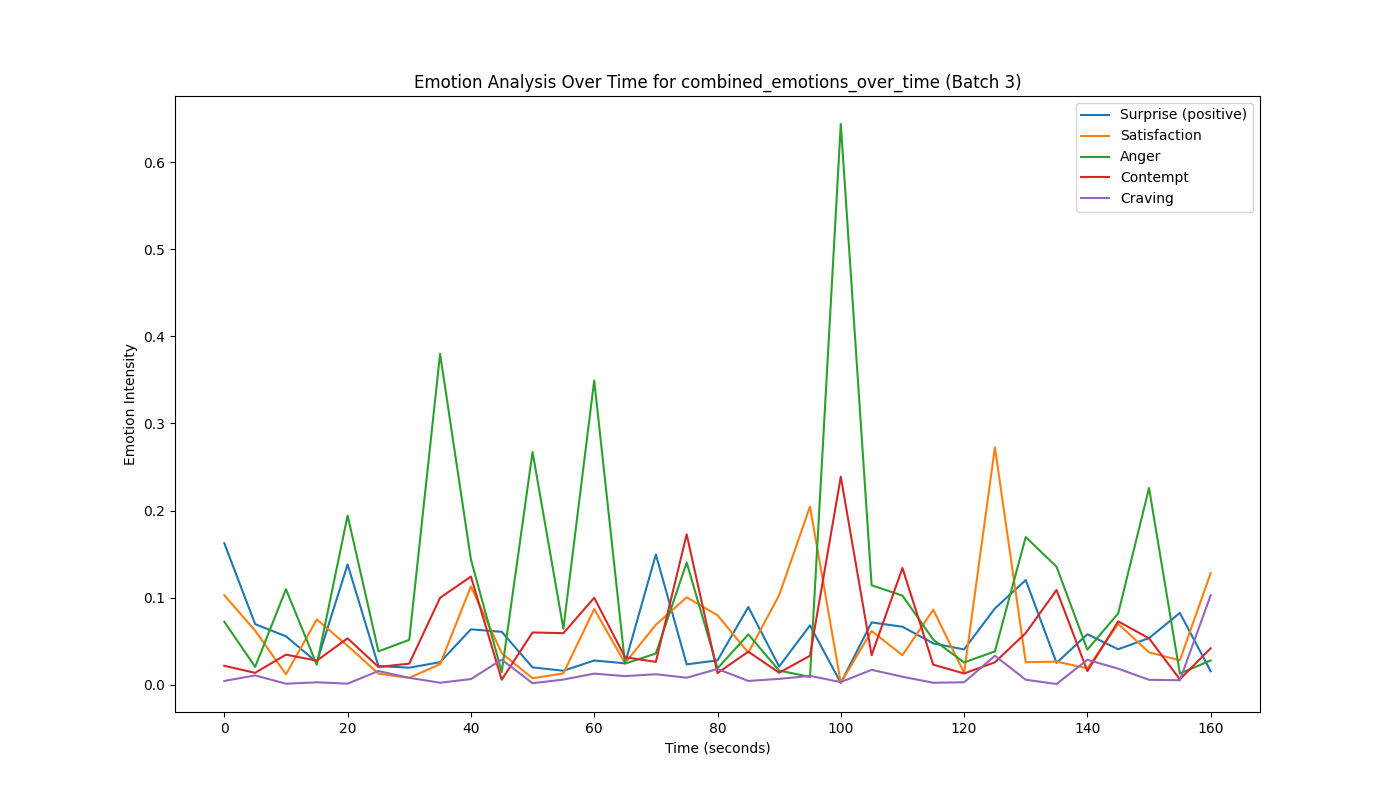 Emotion Analysis Over Time for combined_emotions_over_time (Batch 3)
Surprise (positive)
Satisfaction
Anger
Contempt
Craving
Emotion Intensity
0.6
0.5
0.4
0.3
0.2
0.1
0.0
0 20 40 60 80 100 120 140 160
Time (seconds)